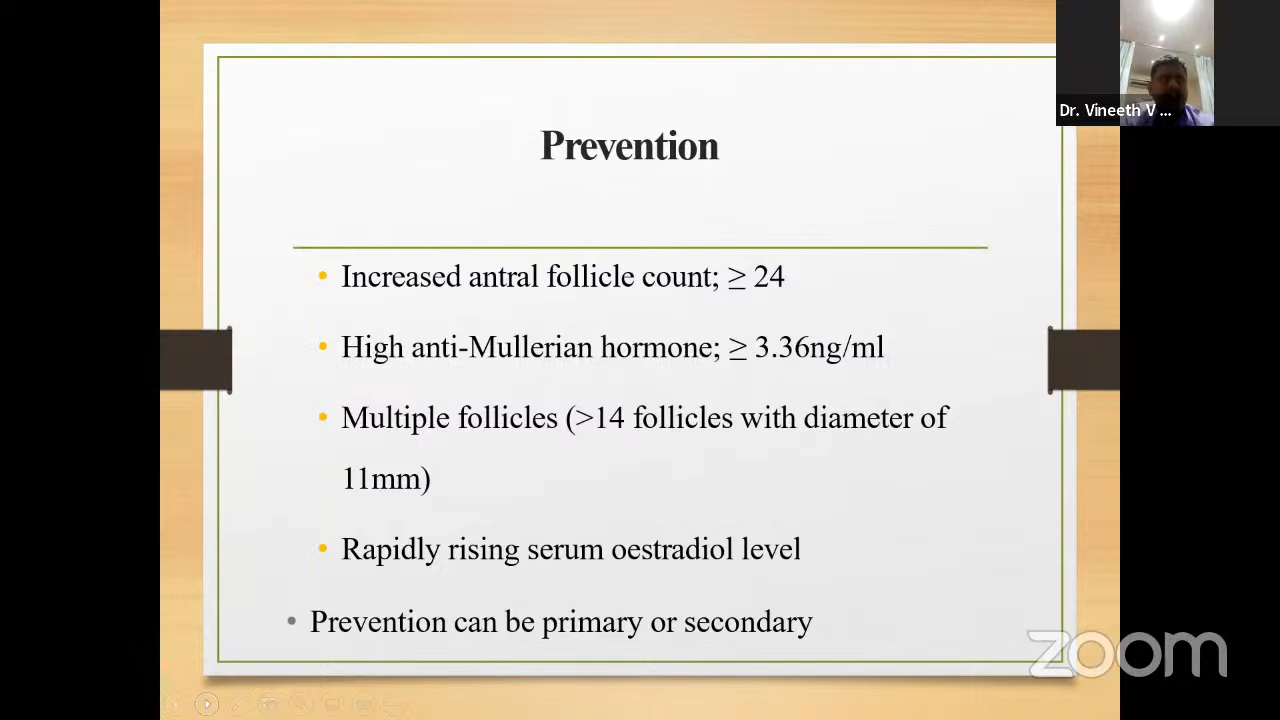 Dr. Vineeth V ...
Prevention
• Increased antral follicle count; ≥ 24
• High anti-Mullerian hormone; ≥ 3.36ng/ml
• Multiple follicles (>14 follicles with diameter of
11mm)
• Rapidly rising serum oestradiol level
• Prevention can be primary or secondary
zoom